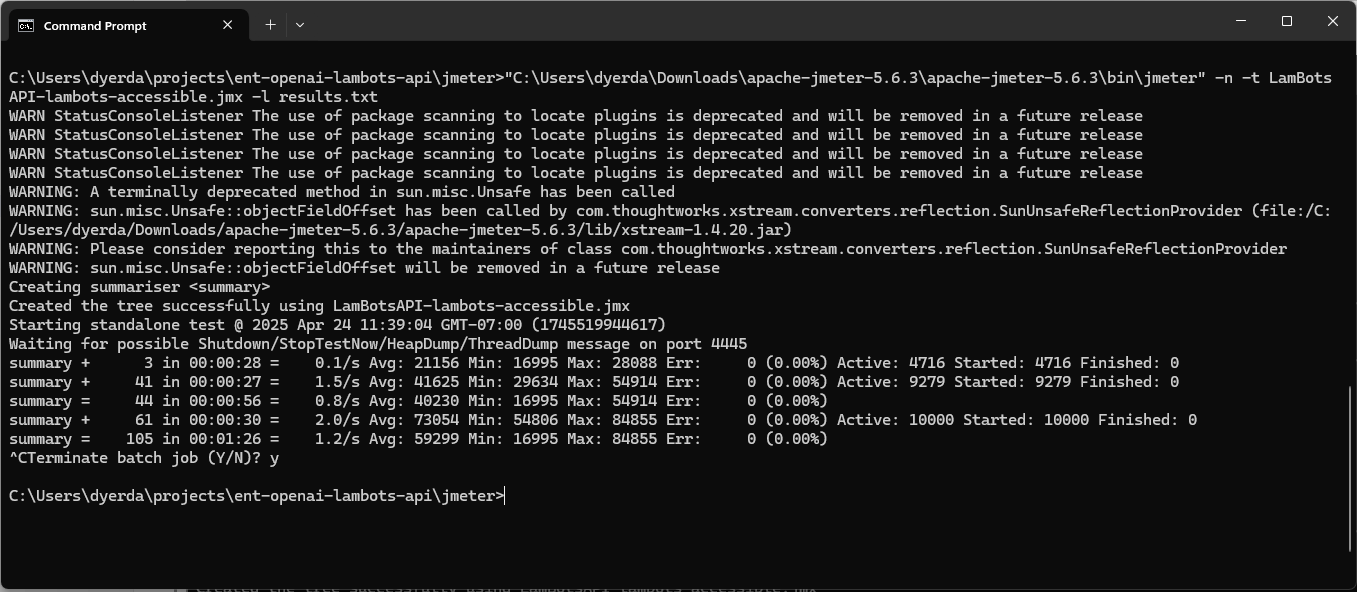 Command Prompt
C:\Users\dyerda\projects\ent-openai-lambots-api\jmeter>"C:\Users\dyerda\Downloads\apache-jmeter-5.6.3\apache-jmeter-5.6.3\bin\jmeter" -n -t LamBots
API-lambots-accessible.jmx -l results.txt
WARN StatusConsoleListener The use of package scanning to locate plugins is deprecated and will be removed in a future release
WARN StatusConsoleListener The use of package scanning to locate plugins is deprecated and will be removed in a future release
WARN StatusConsoleListener The use of package scanning to locate plugins is deprecated and will be removed in a future release
WARN StatusConsoleListener The use of package scanning to locate plugins is deprecated and will be removed in a future release
WARNING: A terminally deprecated method in sun.misc.Unsafe has been called
WARNING: sun.misc.Unsafe::objectFieldOffset has been called by com.thoughtworks.xstream.converters.reflection.SunUnsafeReflectionProvider (file:/C:
/Users/dyerda/Downloads/apache-jmeter-5.6.3/apache-jmeter-5.6.3/lib/xstream-1.4.20.jar)
WARNING: Please consider reporting this to the maintainers of class com.thoughtworks.xstream.converters.reflection.SunUnsafeReflectionProvider
WARNING: sun.misc.Unsafe::objectFieldOffset will be removed in a future release
Creating summariser <summary>
Created the tree successfully using LamBotsAPI-lambots-accessible.jmx
Starting standalone test @ 2025 Apr 24 11:39:04 GMT-07:00 (1745519944617)
Waiting for possible Shutdown/StopTestNow/HeapDump/ThreadDump message on port 4445
summary +      3 in 00:00:28 =    0.1/s Avg: 21156 Min: 16995 Max: 28088 Err:     0 (0.00%) Active: 4716 Started: 4716 Finished: 0
summary +     41 in 00:00:27 =    1.5/s Avg: 41625 Min: 29634 Max: 54914 Err:     0 (0.00%) Active: 9279 Started: 9279 Finished: 0
summary =     44 in 00:00:56 =    0.8/s Avg: 40230 Min: 16995 Max: 54914 Err:     0 (0.00%)
summary +     61 in 00:00:30 =    2.0/s Avg: 73054 Min: 54806 Max: 84855 Err:     0 (0.00%) Active: 10000 Started: 10000 Finished: 0
summary =    105 in 00:01:26 =    1.2/s Avg: 59299 Min: 16995 Max: 84855 Err:     0 (0.00%)
^CTerminate batch job (Y/N)? y
C:\Users\dyerda\projects\ent-openai-lambots-api\jmeter>